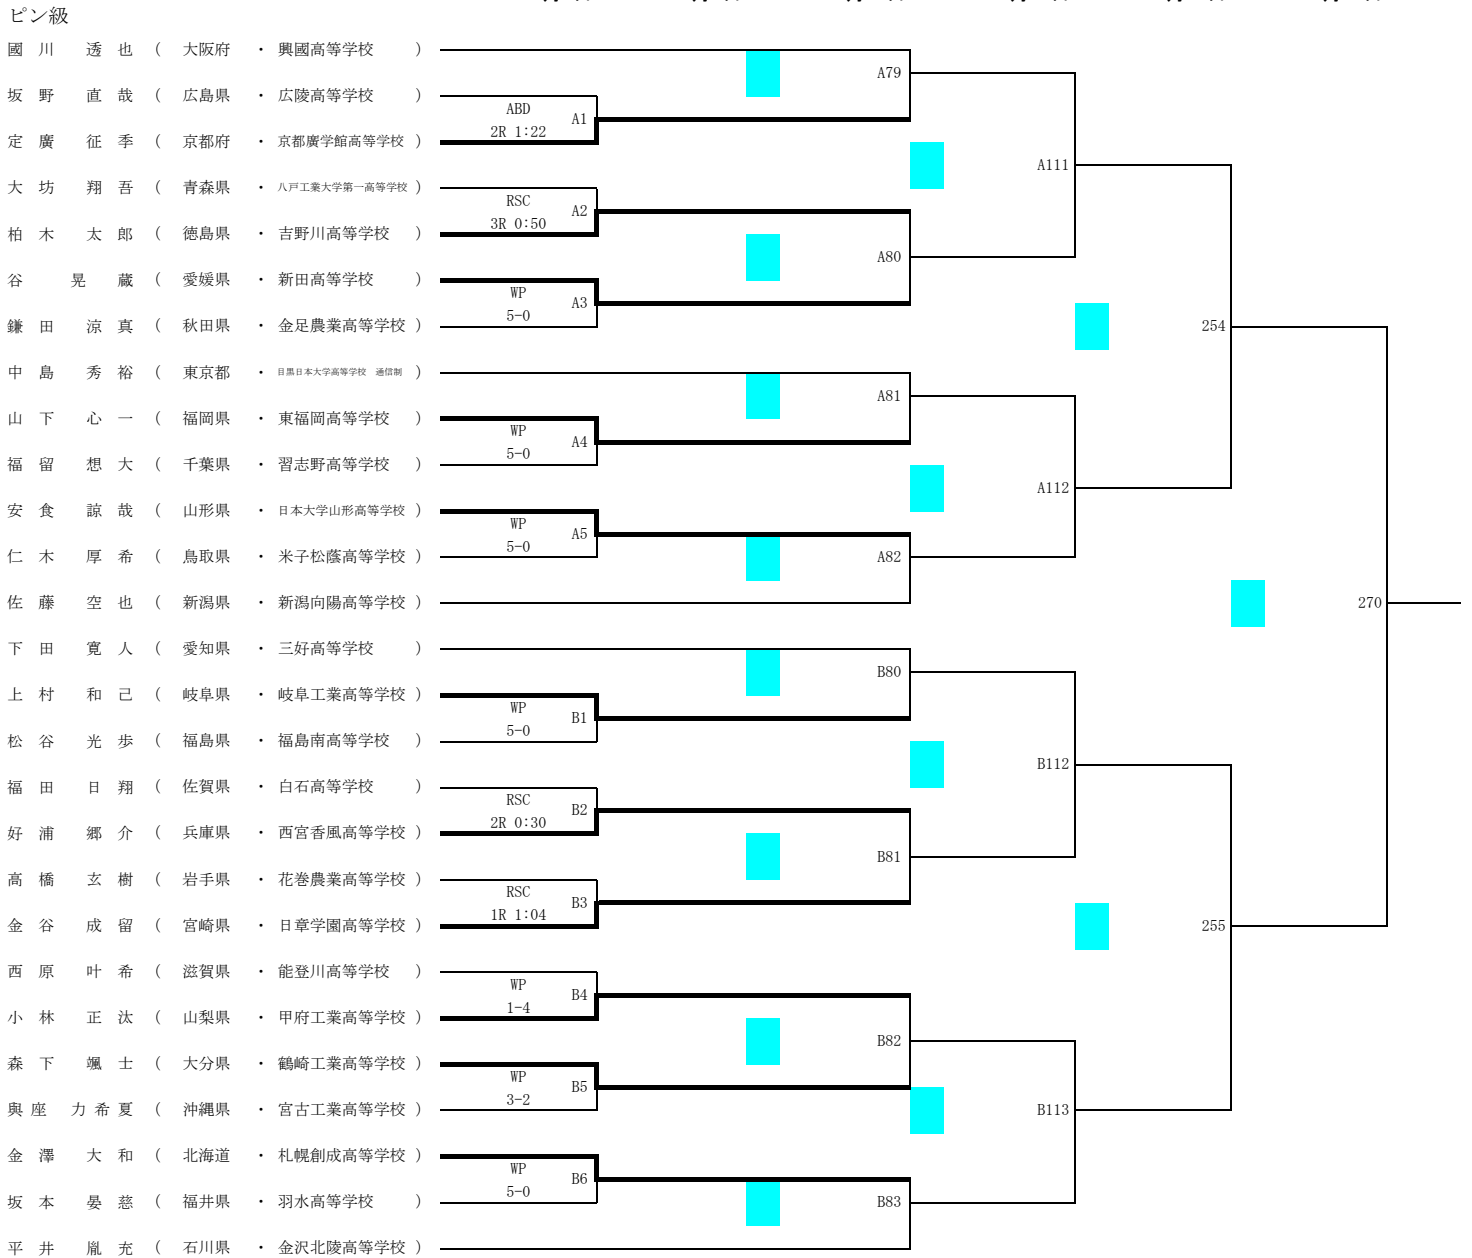 ピン級
國川 透也 ( 大阪府 ・ 興國高等学校 )
A79
坂野 直哉 ( 広島県 ・ 広陵高等学校 )
ABD
A1
2R 1:22
定廣 征季 ( 京都府 ・ 京都廣学館高等学校 )
A111
大坊 翔吾 ( 青森県 ・ 八戸工業大学第一高等学校 )
RSC
A2
3R 0:50
柏木 太郎 ( 徳島県 ・ 吉野川高等学校 )
A80
谷 晃蔵 ( 愛媛県 ・ 新田高等学校 )
WP
A3
5-0
鎌田 涼真 ( 秋田県 ・ 金足農業高等学校 )
254
中島 秀裕 ( 東京都 ・ 目黒日本大学高等学校 通信制 )
A81
山下 心一 ( 福岡県 ・ 東福岡高等学校 )
WP
A4
5-0
福留 想大 ( 千葉県 ・ 習志野高等学校 )
A112
安食 諒哉 ( 山形県 ・ 日本大学山形高等学校 )
WP
A5
5-0
仁木 厚希 ( 鳥取県 ・ 米子松蔭高等学校 )
A82
佐藤 空也 ( 新潟県 ・ 新潟向陽高等学校 )
270
下田 寛人 ( 愛知県 ・ 三好高等学校 )
B80
上村 和己 ( 岐阜県 ・ 岐阜工業高等学校 )
WP
B1
5-0
松谷 光歩 ( 福島県 ・ 福島南高等学校 )
B112
福田 日翔 ( 佐賀県 ・ 白石高等学校 )
RSC
B2
2R 0:30
好浦 郷介 ( 兵庫県 ・ 西宮香風高等学校 )
B81
高橋 玄樹 ( 岩手県 ・ 花巻農業高等学校 )
RSC
B3
1R 1:04
金谷 成留 ( 宮崎県 ・ 日章学園高等学校 )
255
西原 叶希 ( 滋賀県 ・ 能登川高等学校 )
WP
B4
1-4
小林 正汰 ( 山梨県 ・ 甲府工業高等学校 )
B82
森下 颯士 ( 大分県 ・ 鶴崎工業高等学校 )
WP
B5
3-2
與座 力希夏 ( 沖縄県 ・ 宮古工業高等学校 )
B113
金澤 大和 ( 北海道 ・ 札幌創成高等学校 )
WP
B6
5-0
坂本 晏慈 ( 福井県 ・ 羽水高等学校 )
B83
平井 胤充 ( 石川県 ・ 金沢北陵高等学校 )